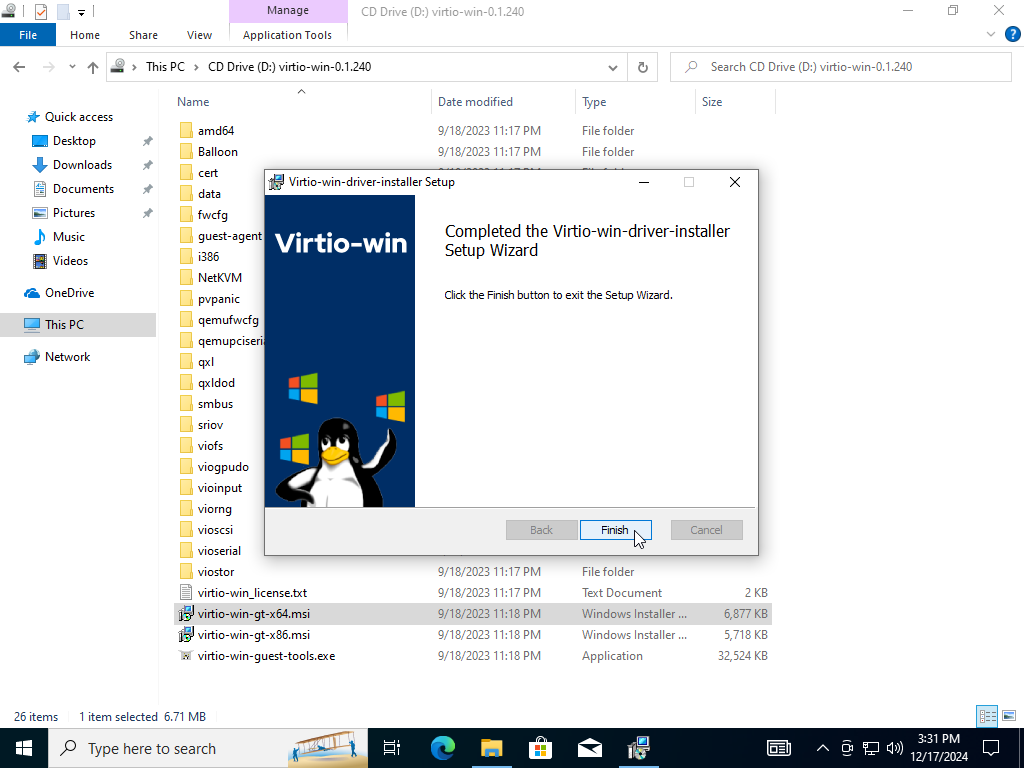 Manage
CD Drive (D:) virtio-win-0.1.240
File
Home
Share
View
Application Tools
This PC
CD Drive (D:) virtio-win-0.1.240
Search CD Drive (D:) virtio-win-0.1.240
Name
Date modified
Type
Size
Quick access
Desktop
Downloads
Documents
Pictures
Music
Videos
OneDrive
This PC
Network
amd64 9/18/2023 11:17 PM File folder
Balloon 9/18/2023 11:17 PM File folder
cert
data
fwcfg
guest-agent
i386
NetKVM
pvpanic
qemufwcfg
qemupciseria
qxl
qxldod
smbus
sriov
viofs
viogpudo
vioinput
viorng
vioscsi
vioserial
viostor 9/18/2023 11:17 PM File folder
virtio-win_license.txt 9/18/2023 11:17 PM Text Document 2 KB
virtio-win-gt-x64.msi 9/18/2023 11:18 PM Windows Installer ... 6,877 KB
virtio-win-gt-x86.msi 9/18/2023 11:18 PM Windows Installer ... 5,718 KB
virtio-win-guest-tools.exe 9/18/2023 11:18 PM Application 32,524 KB
Virtio-win-driver-installer Setup
Virtio-win
Completed the Virtio-win-driver-installer
Setup Wizard
Click the Finish button to exit the Setup Wizard.
Back
Finish
Cancel
26 items
1 item selected 6.71 MB
Type here to search
3:31 PM
12/17/2024